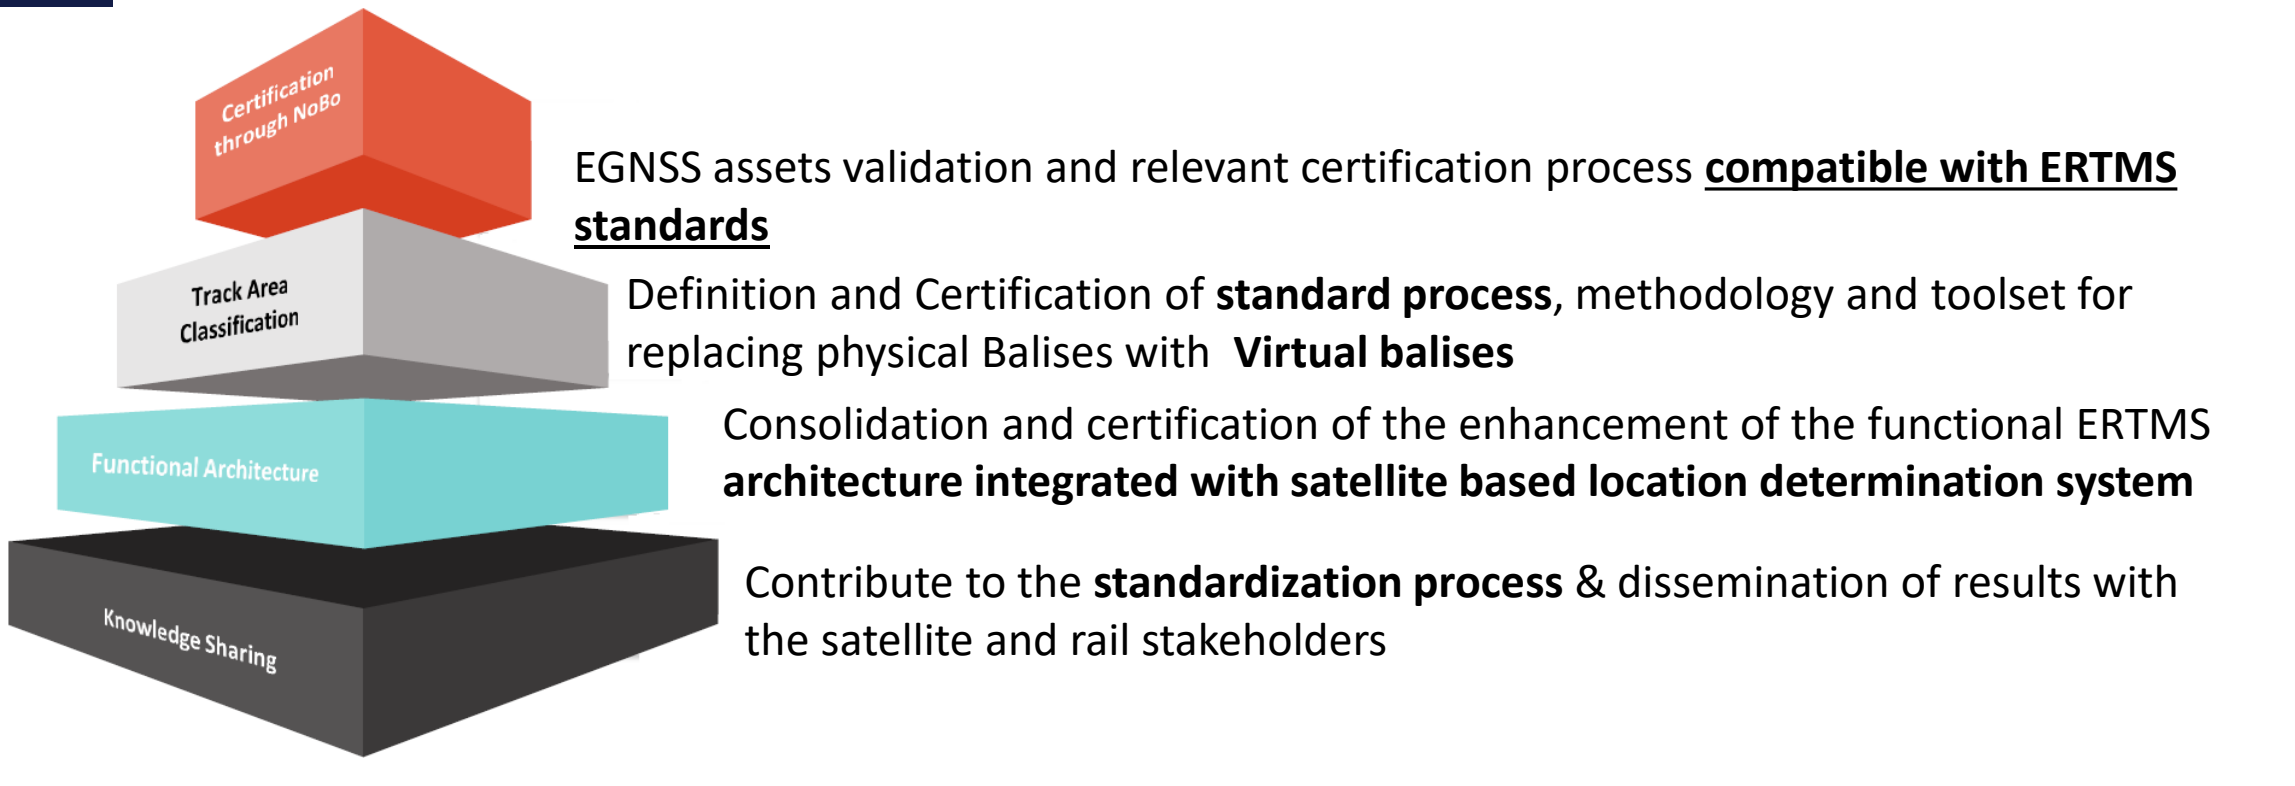 Certification
through NoBo
EGNSS assets validation and relevant certification process compatible with ERTMS
standards
Track Area
Classification
Definition and Certification of standard process, methodology and toolset for
replacing physical Balises with Virtual balises
Functional Architecture
Consolidation and certification of the enhancement of the functional ERTMS
architecture integrated with satellite based location determination system
Knowledge Sharing
Contribute to the standardization process & dissemination of results with
the satellite and rail stakeholders